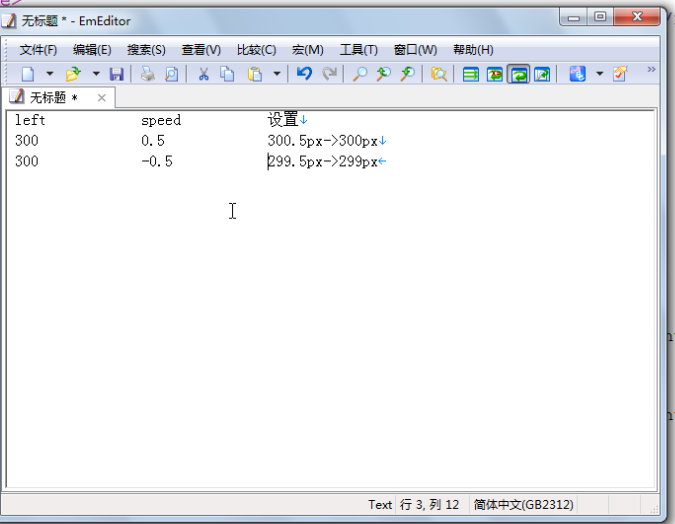 e>
无标题 * - EmEditor
文件(F) 编辑(E) 搜索(S) 查看(V) 比较(C) 宏(M) 工具(T) 窗口(W) 帮助(H)
无标题 *
left speed 设置↓
300 0.5 300.5px->300px↓
300 -0.5 299.5px->299px←
Text 行 3, 列 12 简体中文(GB2312)